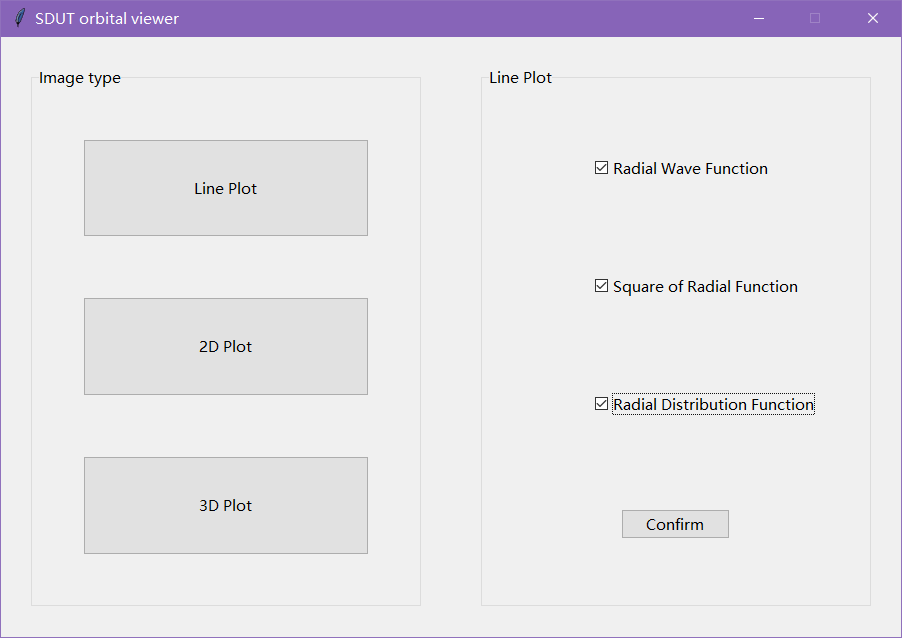 SDUT orbital viewer
Image type
Line Plot
2D Plot
3D Plot
Line Plot
Radial Wave Function
Square of Radial Function
Radial Distribution Function
Confirm